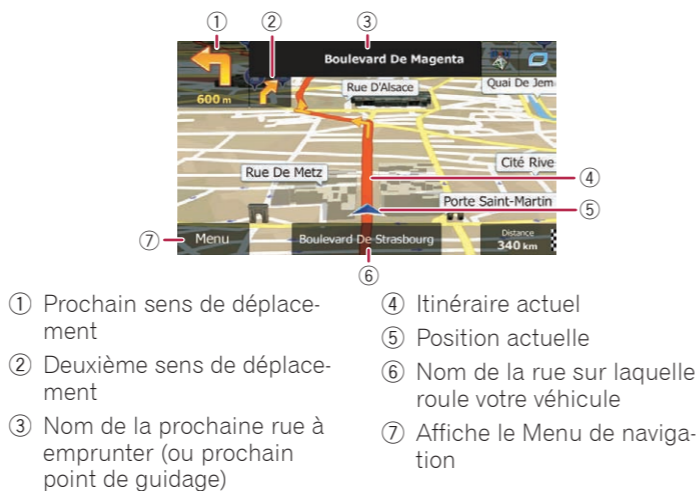 ① ② ③
Boulevard De Magenta
600 m
Rue D'Alsace
Quai De Jem
Cité Rive
Rue De Metz
④
Porte Saint-Martin
⑤
⑦
Menu
Boulevard De Strasbourg
Distance
340 km
⑥
① Prochain sens de déplace-
ment
② Deuxième sens de déplace-
ment
③ Nom de la prochaine rue à
emprunter (ou prochain
point de guidage)
④ Itinéraire actuel
⑤ Position actuelle
⑥ Nom de la rue sur laquelle
roule votre véhicule
⑦ Affiche le Menu de naviga-
tion